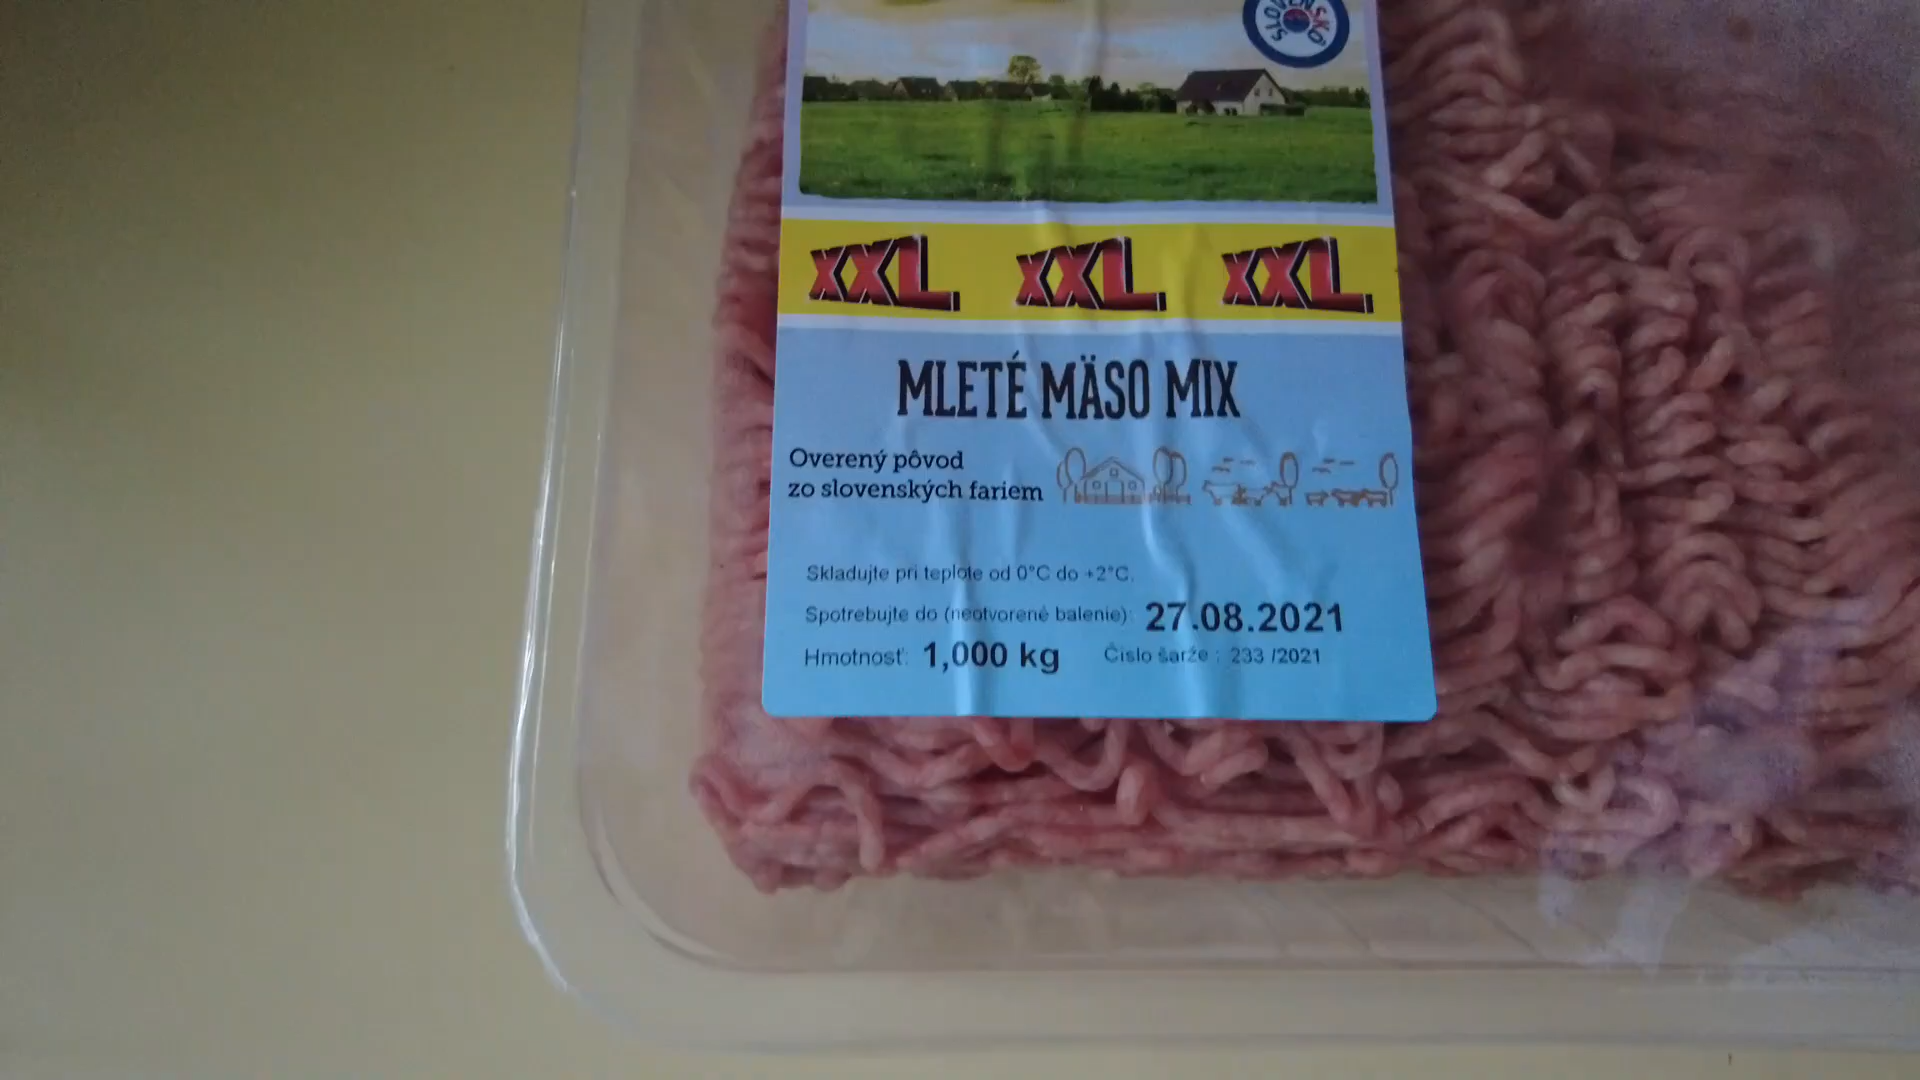 SLOVENSKO
XXL XXL XXL
MLETÉ MÄSO MIX
Overený pôvod
zo slovenských fariem
Skladujte pri teplote od 0°C do +2°C.
Spotrebujte do (neotvorené balenie): 27.08.2021
Hmotnosť: 1,000 kg Číslo šarže : 233 /2021